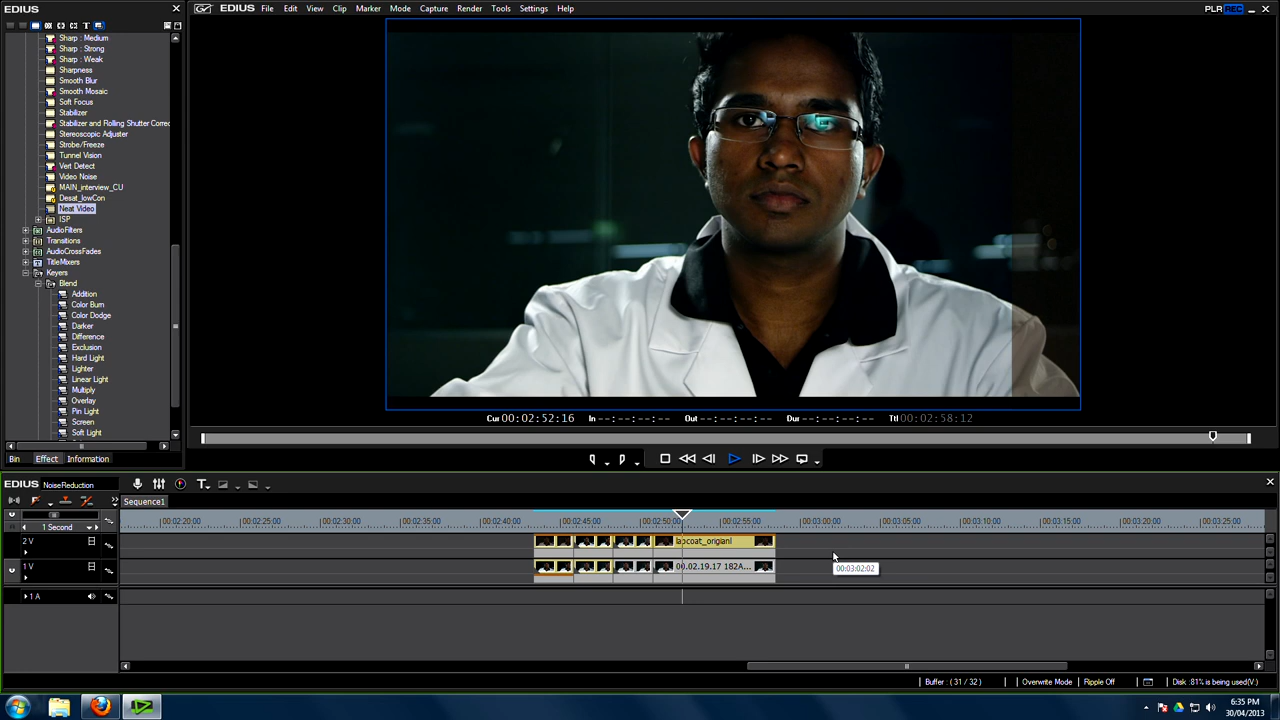 EDIUS
GV EDIUS File Edit View Clip Marker Mode Capture Render Tools Settings Help
PLR REC
Sharp : Medium
Sharp : Strong
Sharp : Weak
Sharpness
Smooth Blur
Smooth Mosaic
Soft Focus
Stabilizer
Stabilizer and Rolling Shutter Correc
Stereoscopic Adjuster
Strobe/Freeze
Tunnel Vision
Vert Detect
Video Noise
MAIN_interview_CU
Desat_lowCon
Neat Video
ISP
AudioFilters
Transitions
AudioCrossFades
TitleMixers
Keyers
Blend
Addition
Color Burn
Color Dodge
Darker
Difference
Exclusion
Hard Light
Lighter
Linear Light
Multiply
Overlay
Pin Light
Screen
Soft Light
Bin Effect Information
Cur 00:02:52:16 In --:--:--:-- Out --:--:--:-- Dur --:--:--:-- Ttl 00:02:58:12
EDIUS NoiseReduction
T
Sequence1
1 Second
00:02:20:00 00:02:25:00 00:02:30:00 00:02:35:00 00:02:40:00 00:02:45:00 00:02:50:00 00:02:55:00 00:03:00:00 00:03:05:00 00:03:10:00 00:03:15:00 00:03:20:00 00:03:25:00
2 V
labcoat_origianl
1 V
00.02.19.17 182A...
00:03:02:02
1 A
Buffer : ( 31 / 32 ) Overwrite Mode Ripple Off Disk :81% is being used(V:)
6:35 PM
30/04/2013